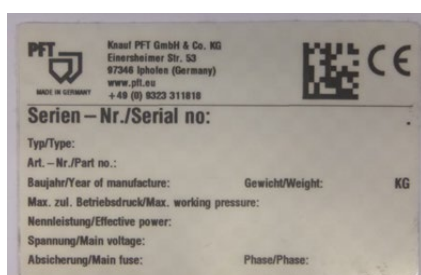 PFT
MADE IN GERMANY
Knauf PFT GmbH & Co. KG
Einersheimer Str. 53
97346 Iphofen (Germany)
www.pft.eu
+49 (0) 9323 311818
CE
Serien – Nr./Serial no:
Typ/Type:
Art. – Nr./Part no.:
Baujahr/Year of manufacture: Gewicht/Weight: KG
Max. zul. Betriebsdruck/Max. working pressure:
Nennleistung/Effective power:
Spannung/Main voltage:
Absicherung/Main fuse: Phase/Phase: